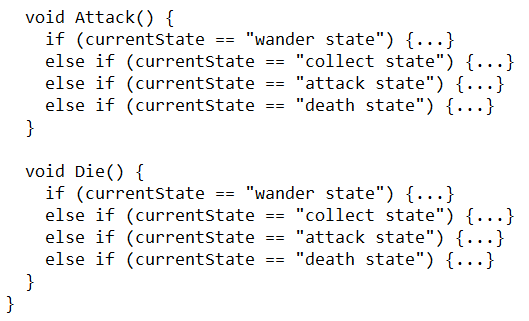 void Attack() {
if (currentState == "wander state") {...}
else if (currentState == "collect state") {...}
else if (currentState == "attack state") {...}
else if (currentState == "death state") {...}
}
void Die() {
if (currentState == "wander state") {...}
else if (currentState == "collect state") {...}
else if (currentState == "attack state") {...}
else if (currentState == "death state") {...}
}
}